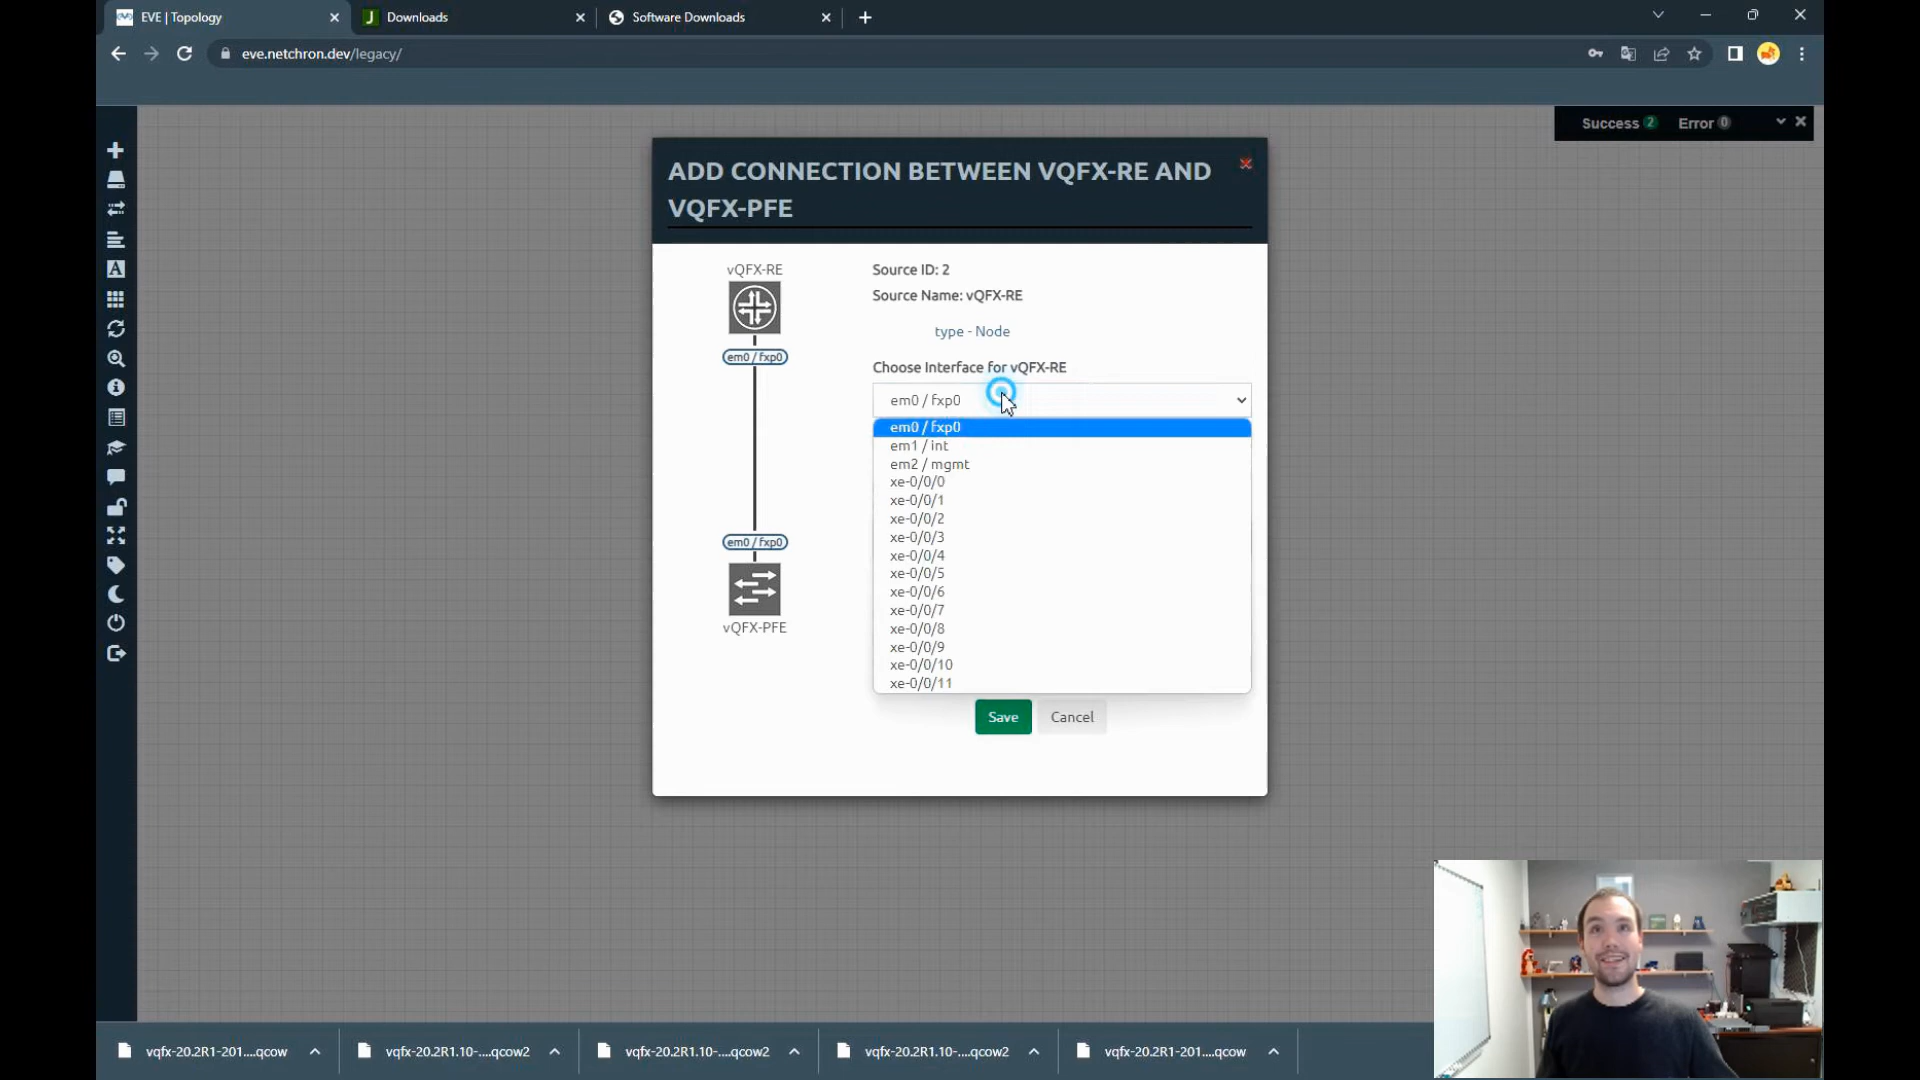 EVE | Topology
Downloads
Software Downloads
eve.netchron.dev/legacy/
Success 2 Error 0
ADD CONNECTION BETWEEN VQFX-RE AND
VQFX-PFE
vQFX-RE
em0 / fxp0
em0 / fxp0
vQFX-PFE
Source ID: 2
Source Name: vQFX-RE
type - Node
Choose Interface for vQFX-RE
em0 / fxp0
em0 / fxp0
em1 / int
em2 / mgmt
xe-0/0/0
xe-0/0/1
xe-0/0/2
xe-0/0/3
xe-0/0/4
xe-0/0/5
xe-0/0/6
xe-0/0/7
xe-0/0/8
xe-0/0/9
xe-0/0/10
xe-0/0/11
Save Cancel
vqfx-20.2R1-201....qcow
vqfx-20.2R1.10-....qcow2
vqfx-20.2R1.10-....qcow2
vqfx-20.2R1.10-....qcow2
vqfx-20.2R1-201....qcow